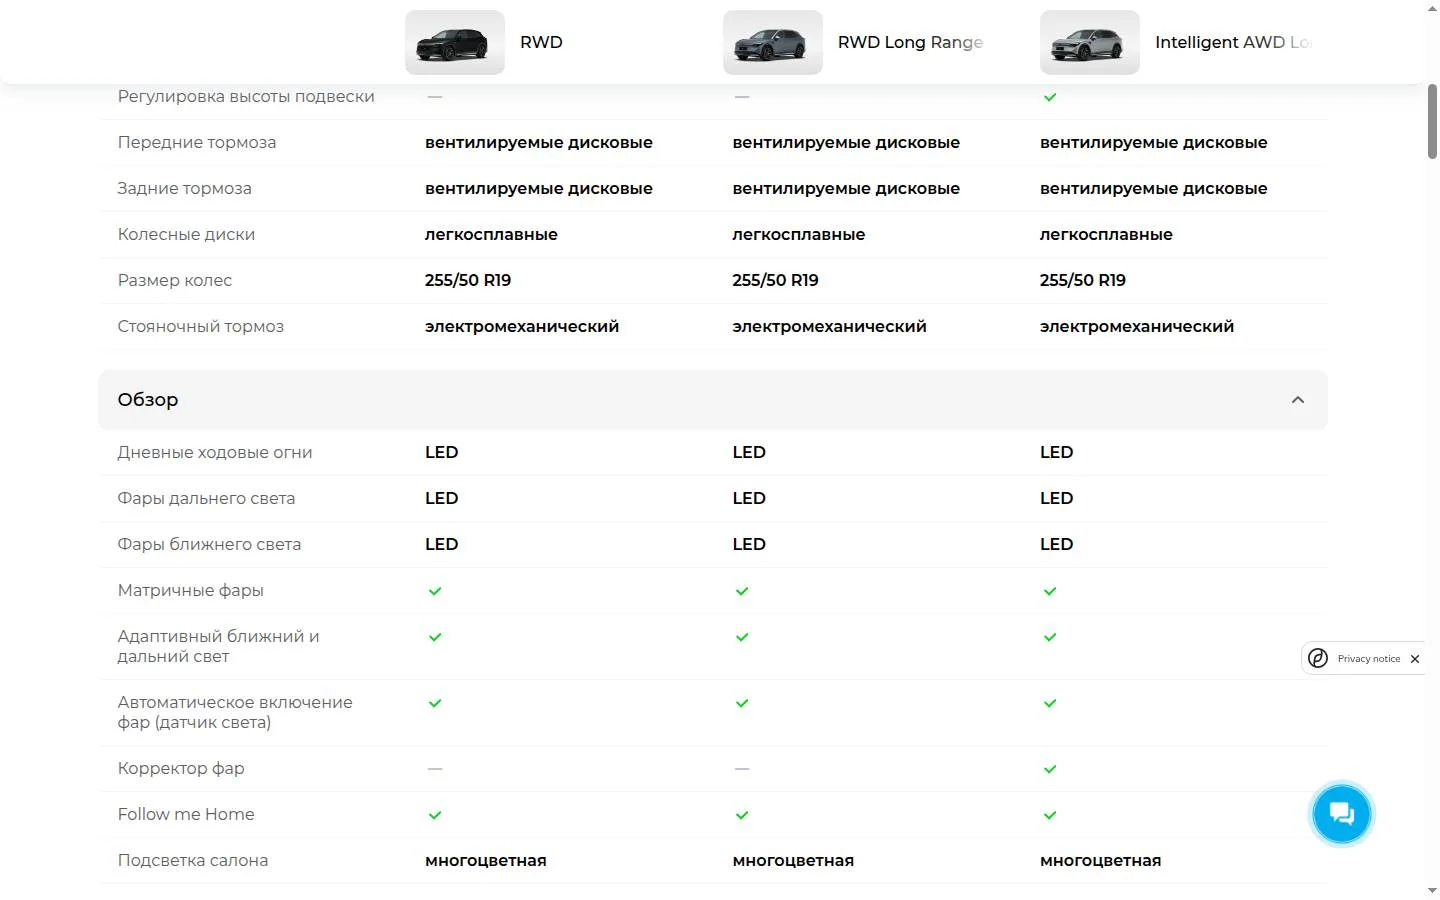 RWD RWD Long Range Intelligent AWD Lo
Регулировка высоты подвески — —
Передние тормоза вентилируемые дисковые вентилируемые дисковые вентилируемые дисковые
Задние тормоза вентилируемые дисковые вентилируемые дисковые вентилируемые дисковые
Колесные диски легкосплавные легкосплавные легкосплавные
Размер колес 255/50 R19 255/50 R19 255/50 R19
Стояночный тормоз электромеханический электромеханический электромеханический
Обзор
Дневные ходовые огни LED LED LED
Фары дальнего света LED LED LED
Фары ближнего света LED LED LED
Матричные фары
Адаптивный ближний и
дальний свет
Privacy notice
Автоматическое включение
фар (датчик света)
Корректор фар — —
Follow me Home
Подсветка салона многоцветная многоцветная многоцветная